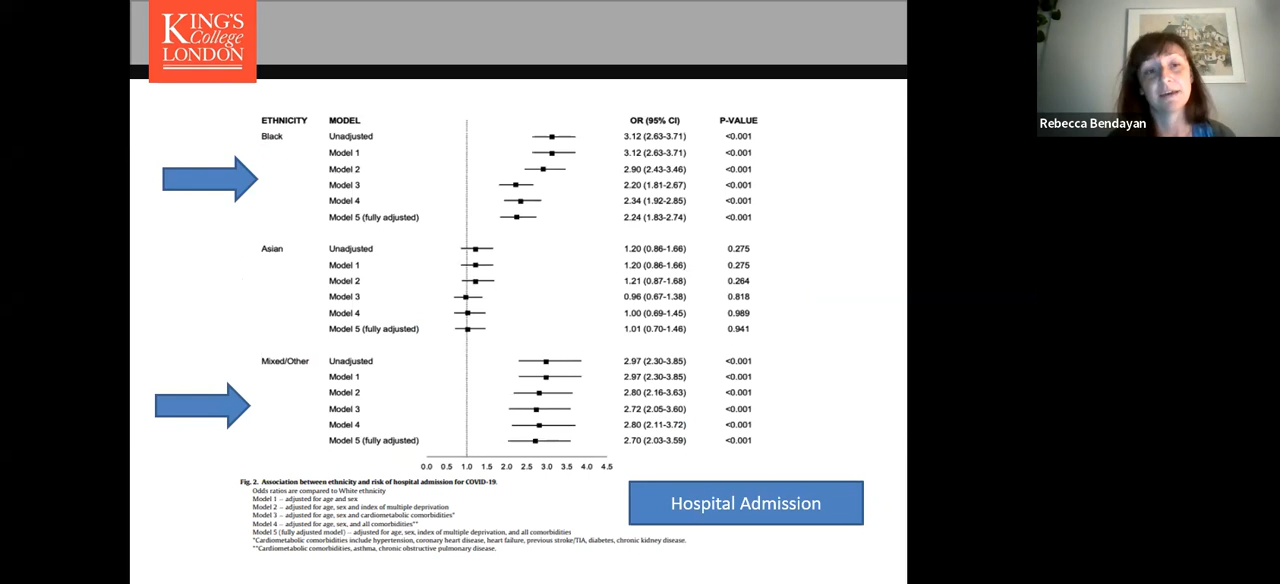 KING'S
College
LONDON
Rebecca Bendayan
ETHNICITY MODEL OR (95% CI) P-VALUE
Black Unadjusted 3.12 (2.63-3.71) <0.001
Model 1 3.12 (2.63-3.71) <0.001
Model 2 2.90 (2.43-3.46) <0.001
Model 3 2.20 (1.81-2.67) <0.001
Model 4 2.34 (1.92-2.85) <0.001
Model 5 (fully adjusted) 2.24 (1.83-2.74) <0.001
Asian Unadjusted 1.20 (0.86-1.66) 0.275
Model 1 1.20 (0.86-1.66) 0.275
Model 2 1.21 (0.87-1.68) 0.264
Model 3 0.96 (0.67-1.38) 0.818
Model 4 1.00 (0.69-1.45) 0.989
Model 5 (fully adjusted) 1.01 (0.70-1.46) 0.941
Mixed/Other Unadjusted 2.97 (2.30-3.85) <0.001
Model 1 2.97 (2.30-3.85) <0.001
Model 2 2.80 (2.16-3.63) <0.001
Model 3 2.72 (2.05-3.60) <0.001
Model 4 2.80 (2.11-3.72) <0.001
Model 5 (fully adjusted) 2.70 (2.03-3.59) <0.001
0.0 0.5 1.0 1.5 2.0 2.5 3.0 3.5 4.0 4.5
Fig. 2. Association between ethnicity and risk of hospital admission for COVID-19.
Odds ratios are compared to White ethnicity
Model 1 – adjusted for age and sex
Model 2 – adjusted for age, sex and index of multiple deprivation
Model 3 – adjusted for age, sex and cardiometabolic comorbidities*
Model 4 – adjusted for age, sex, and all comorbidities**
Model 5 (fully adjusted model) – adjusted for age, sex, index of multiple deprivation, and all comorbidities
*Cardiometabolic comorbidities include hypertension, coronary heart disease, heart failure, previous stroke/TIA, diabetes, chronic kidney disease.
**Cardiometabolic comorbidities, asthma, chronic obstructive pulmonary disease.
Hospital Admission